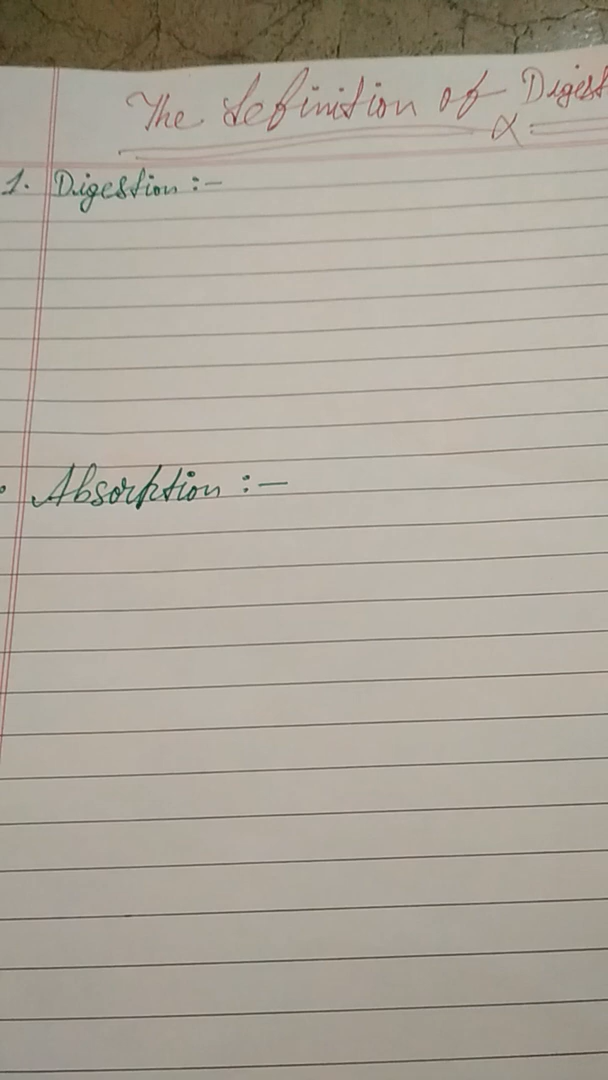 The definition of Digest
1. Digestion :-
Absorption :-